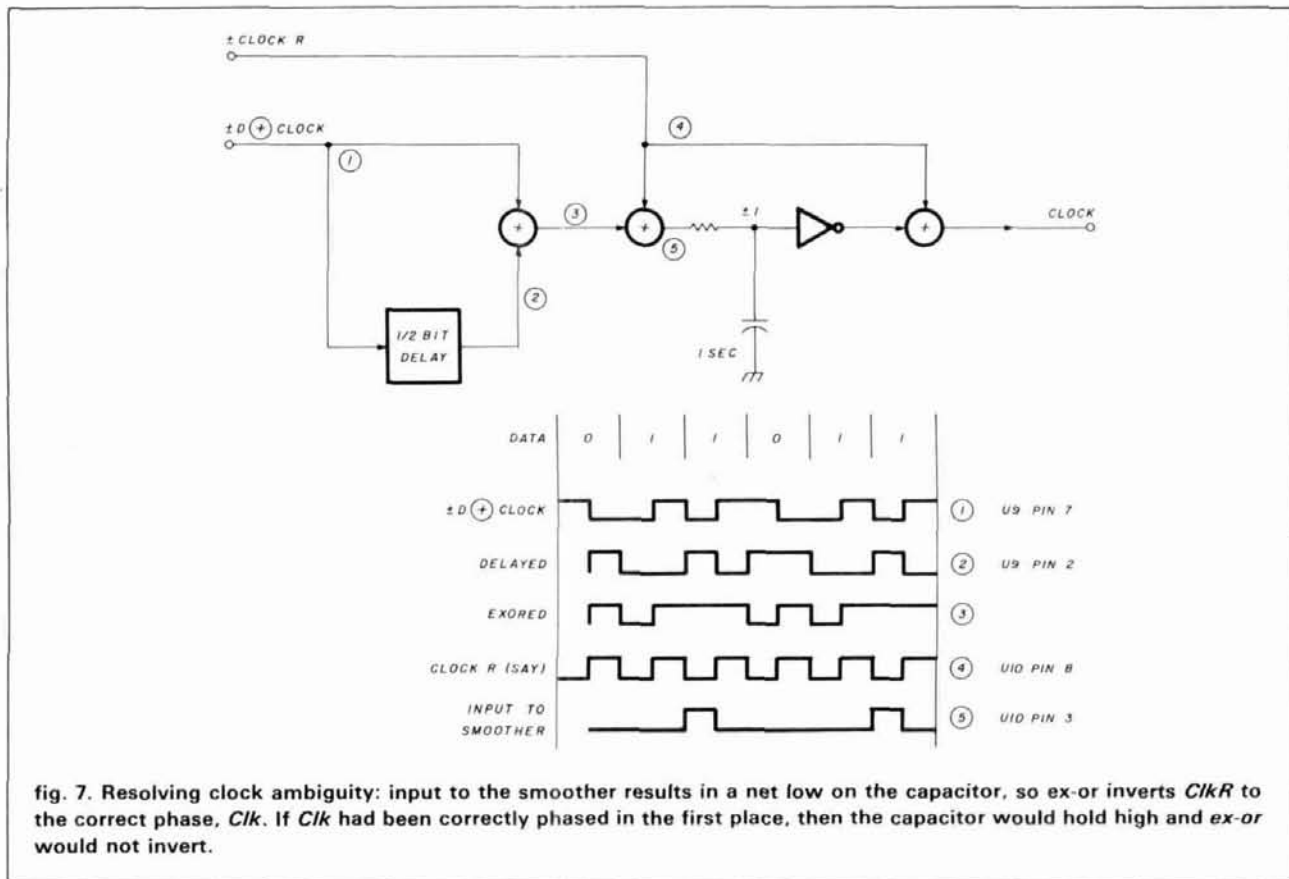 ± CLOCK R
± D ⊕ CLOCK
①
④
③
⑤
± 1
CLOCK
②
1/2 BIT
DELAY
1 SEC
DATA 0 1 1 0 1 1
± D ⊕ CLOCK ① U9 PIN 7
DELAYED ② U9 PIN 2
EXORED ③
CLOCK R (SAY) ④ U10 PIN 8
INPUT TO
SMOOTHER ⑤ U10 PIN 3
fig. 7. Resolving clock ambiguity: input to the smoother results in a net low on the capacitor, so ex-or inverts ClkR to
the correct phase, Clk. If Clk had been correctly phased in the first place, then the capacitor would hold high and ex-or
would not invert.